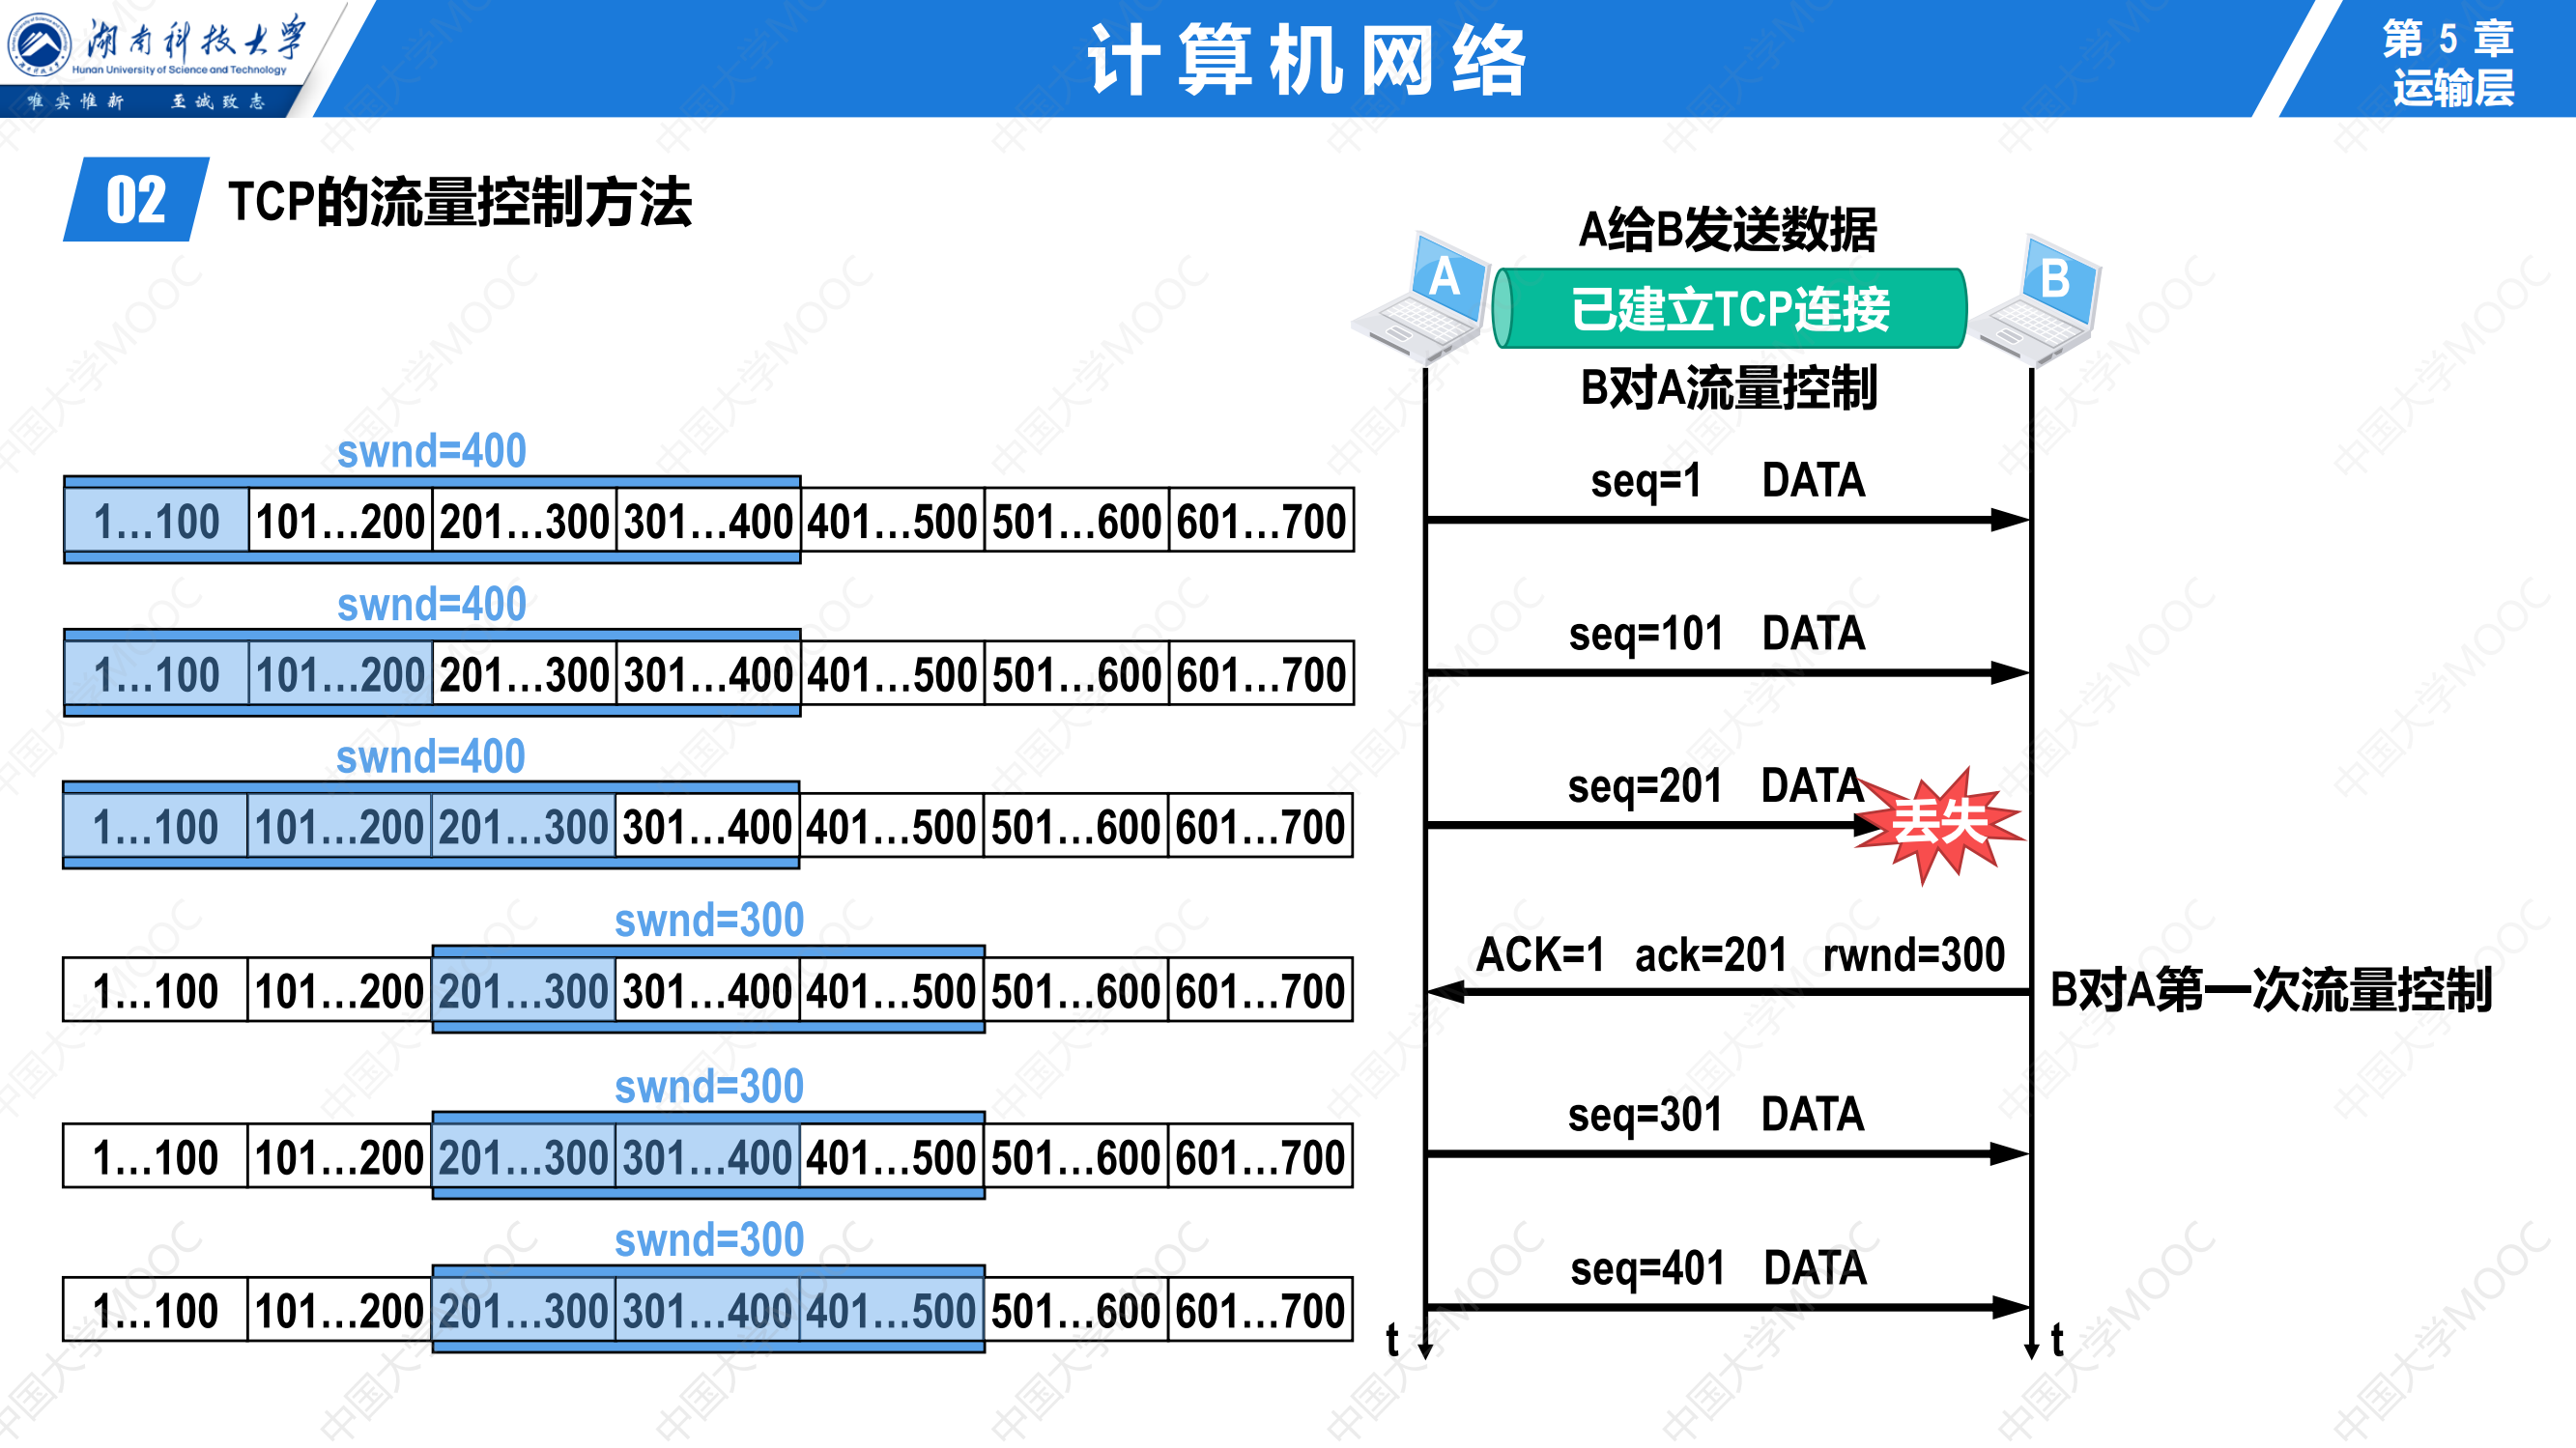 湖南科技大学
Hunan University of Science and Technology
唯实惟新 至诚致志
计算机网络
第 5 章
运输层
02 TCP的流量控制方法
A给B发送数据
A
已建立TCP连接
B
B对A流量控制
swnd=400
1...100 101...200 201...300 301...400 401...500 501...600 601...700
seq=1 DATA
swnd=400
1...100 101...200 201...300 301...400 401...500 501...600 601...700
seq=101 DATA
swnd=400
1...100 101...200 201...300 301...400 401...500 501...600 601...700
seq=201 DATA
丢失
swnd=300
1...100 101...200 201...300 301...400 401...500 501...600 601...700
ACK=1 ack=201 rwnd=300
B对A第一次流量控制
swnd=300
1...100 101...200 201...300 301...400 401...500 501...600 601...700
seq=301 DATA
swnd=300
1...100 101...200 201...300 301...400 401...500 501...600 601...700
seq=401 DATA
t
t
中国大学MOOC